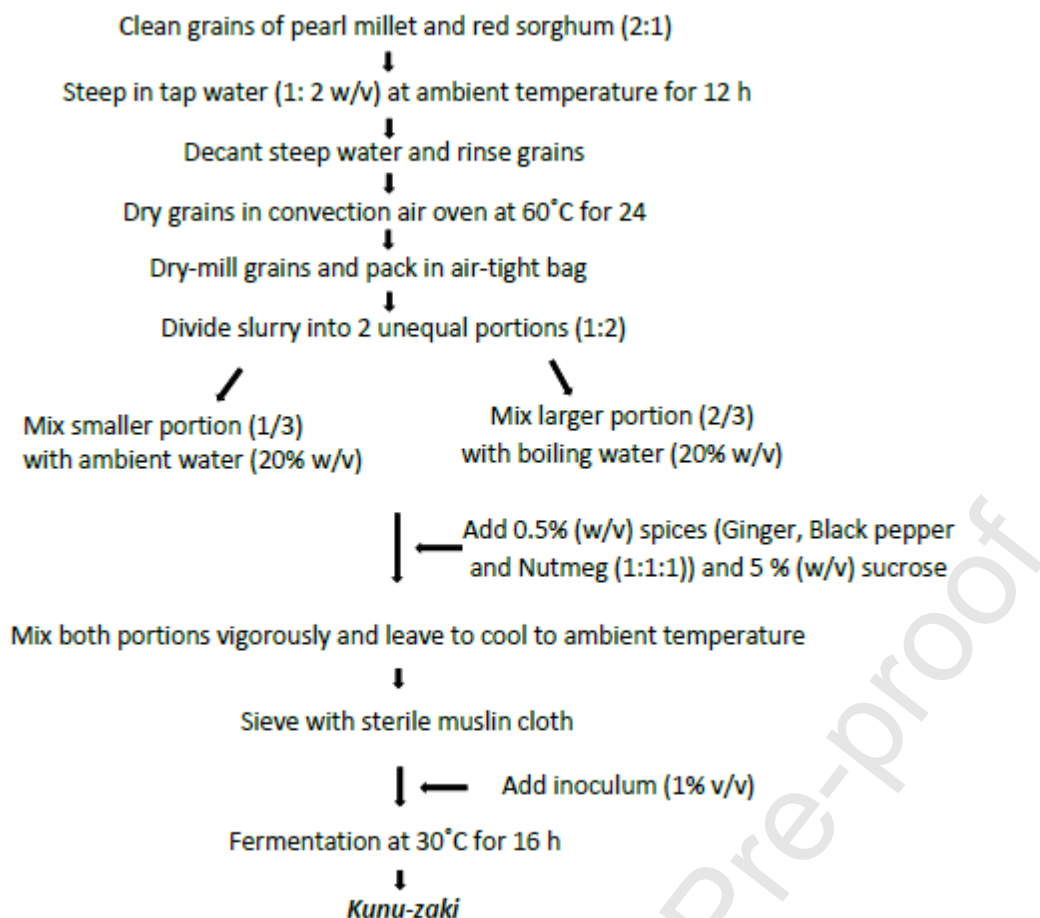 Clean grains of pearl millet and red sorghum (2:1)
Steep in tap water (1: 2 w/v) at ambient temperature for 12 h
Decant steep water and rinse grains
Dry grains in convection air oven at 60˚C for 24
Dry-mill grains and pack in air-tight bag
Divide slurry into 2 unequal portions (1:2)
Mix smaller portion (1/3)
with ambient water (20% w/v)
Mix larger portion (2/3)
with boiling water (20% w/v)
Add 0.5% (w/v) spices (Ginger, Black pepper
and Nutmeg (1:1:1)) and 5 % (w/v) sucrose
Mix both portions vigorously and leave to cool to ambient temperature
Sieve with sterile muslin cloth
Add inoculum (1% v/v)
Fermentation at 30˚C for 16 h
Kunu-zaki
Pre-proof